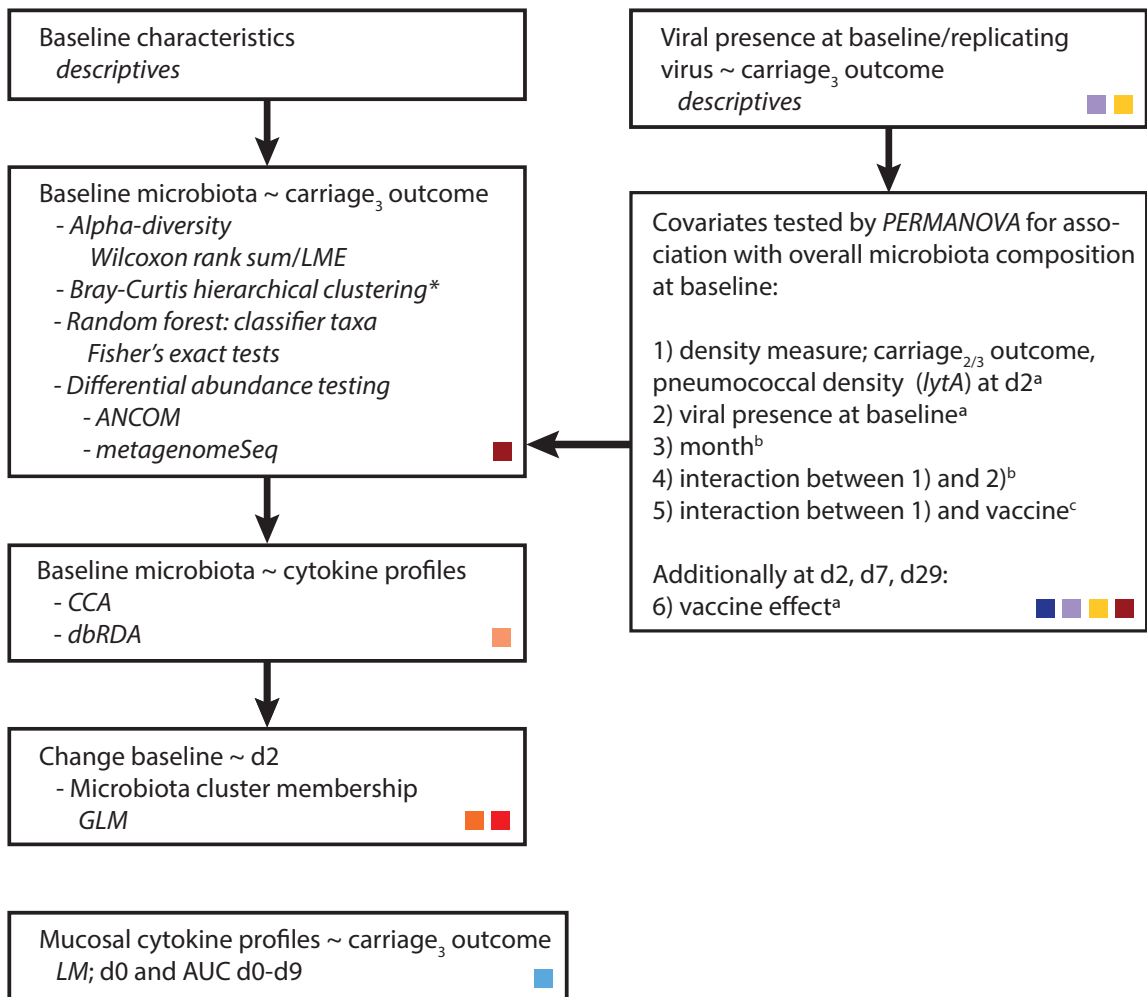 Baseline characteristics
descriptives
Baseline microbiota ~ carriage₃ outcome
- Alpha-diversity
Wilcoxon rank sum/LME
- Bray-Curtis hierarchical clustering*
- Random forest: classifier taxa
Fisher's exact tests
- Differential abundance testing
- ANCOM
- metagenomeSeq
Baseline microbiota ~ cytokine profiles
- CCA
- dbRDA
Change baseline ~ d2
- Microbiota cluster membership
GLM
Mucosal cytokine profiles ~ carriage₃ outcome
LM; d0 and AUC d0-d9
Viral presence at baseline/replicating
virus ~ carriage₃ outcome
descriptives
Covariates tested by PERMANOVA for asso-
ciation with overall microbiota composition
at baseline:
1) density measure; carriage₂/₃ outcome,
pneumococcal density (lytA) at d2ᵃ
2) viral presence at baselineᵃ
3) monthᵇ
4) interaction between 1) and 2)ᵇ
5) interaction between 1) and vaccineᶜ
Additionally at d2, d7, d29:
6) vaccine effectᵃ